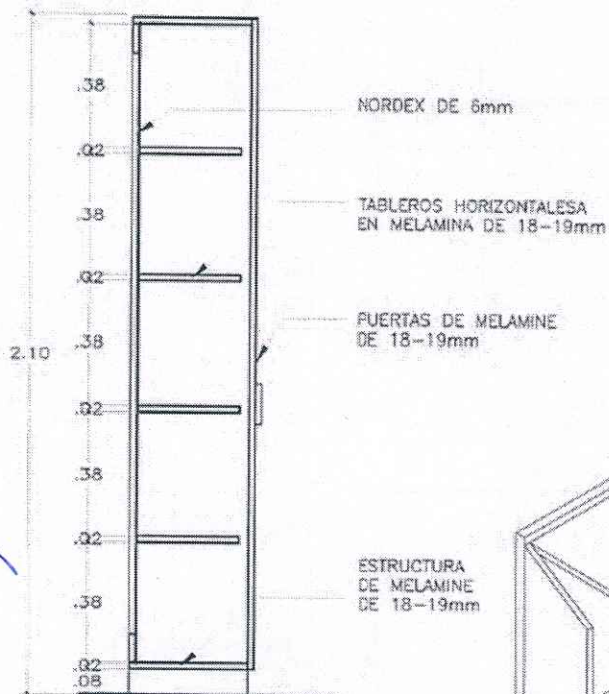 .38
NORDEX DE 6mm
.02
.38
TABLEROS HORIZONTALESA
EN MELAMINA DE 18-19mm
.02
PUERTAS DE MELAMINE
DE 18-19mm
.38
2.10
.02
.38
.02
ESTRUCTURA
DE MELAMINE
DE 18-19mm
.38
.02
.08